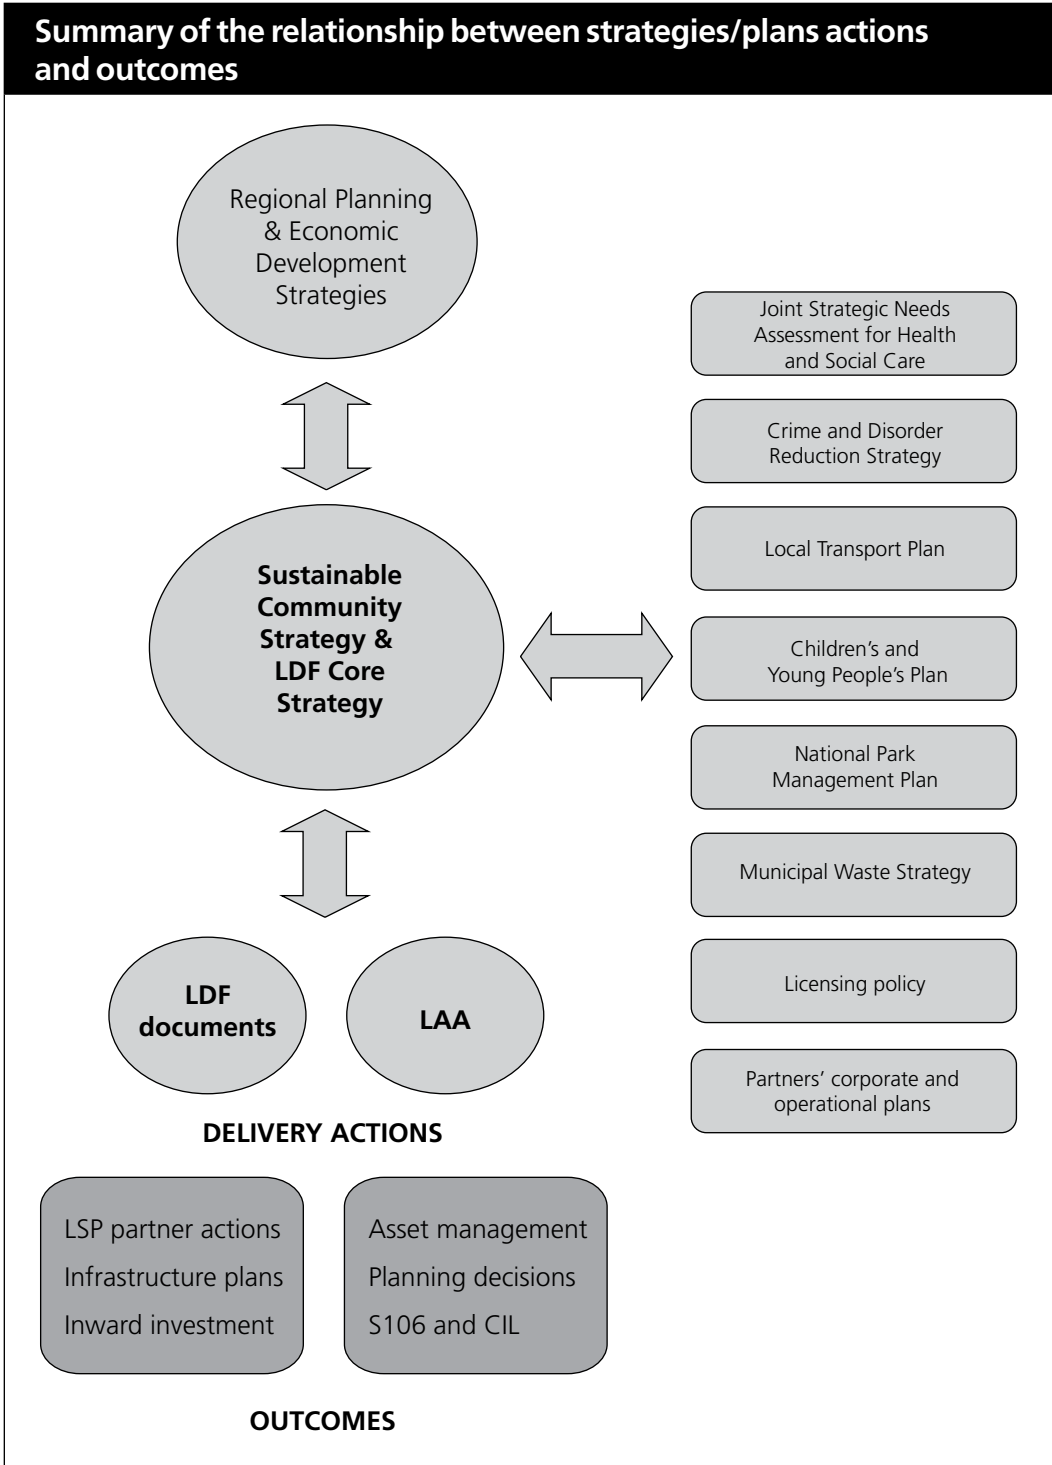 Summary of the relationship between strategies/plans actions
and outcomes
Regional Planning
& Economic
Development
Strategies
Sustainable
Community
Strategy &
LDF Core
Strategy
LDF
documents
LAA
DELIVERY ACTIONS
LSP partner actions
Infrastructure plans
Inward investment
Asset management
Planning decisions
S106 and CIL
OUTCOMES
Joint Strategic Needs
Assessment for Health
and Social Care
Crime and Disorder
Reduction Strategy
Local Transport Plan
Children’s and
Young People’s Plan
National Park
Management Plan
Municipal Waste Strategy
Licensing policy
Partners’ corporate and
operational plans